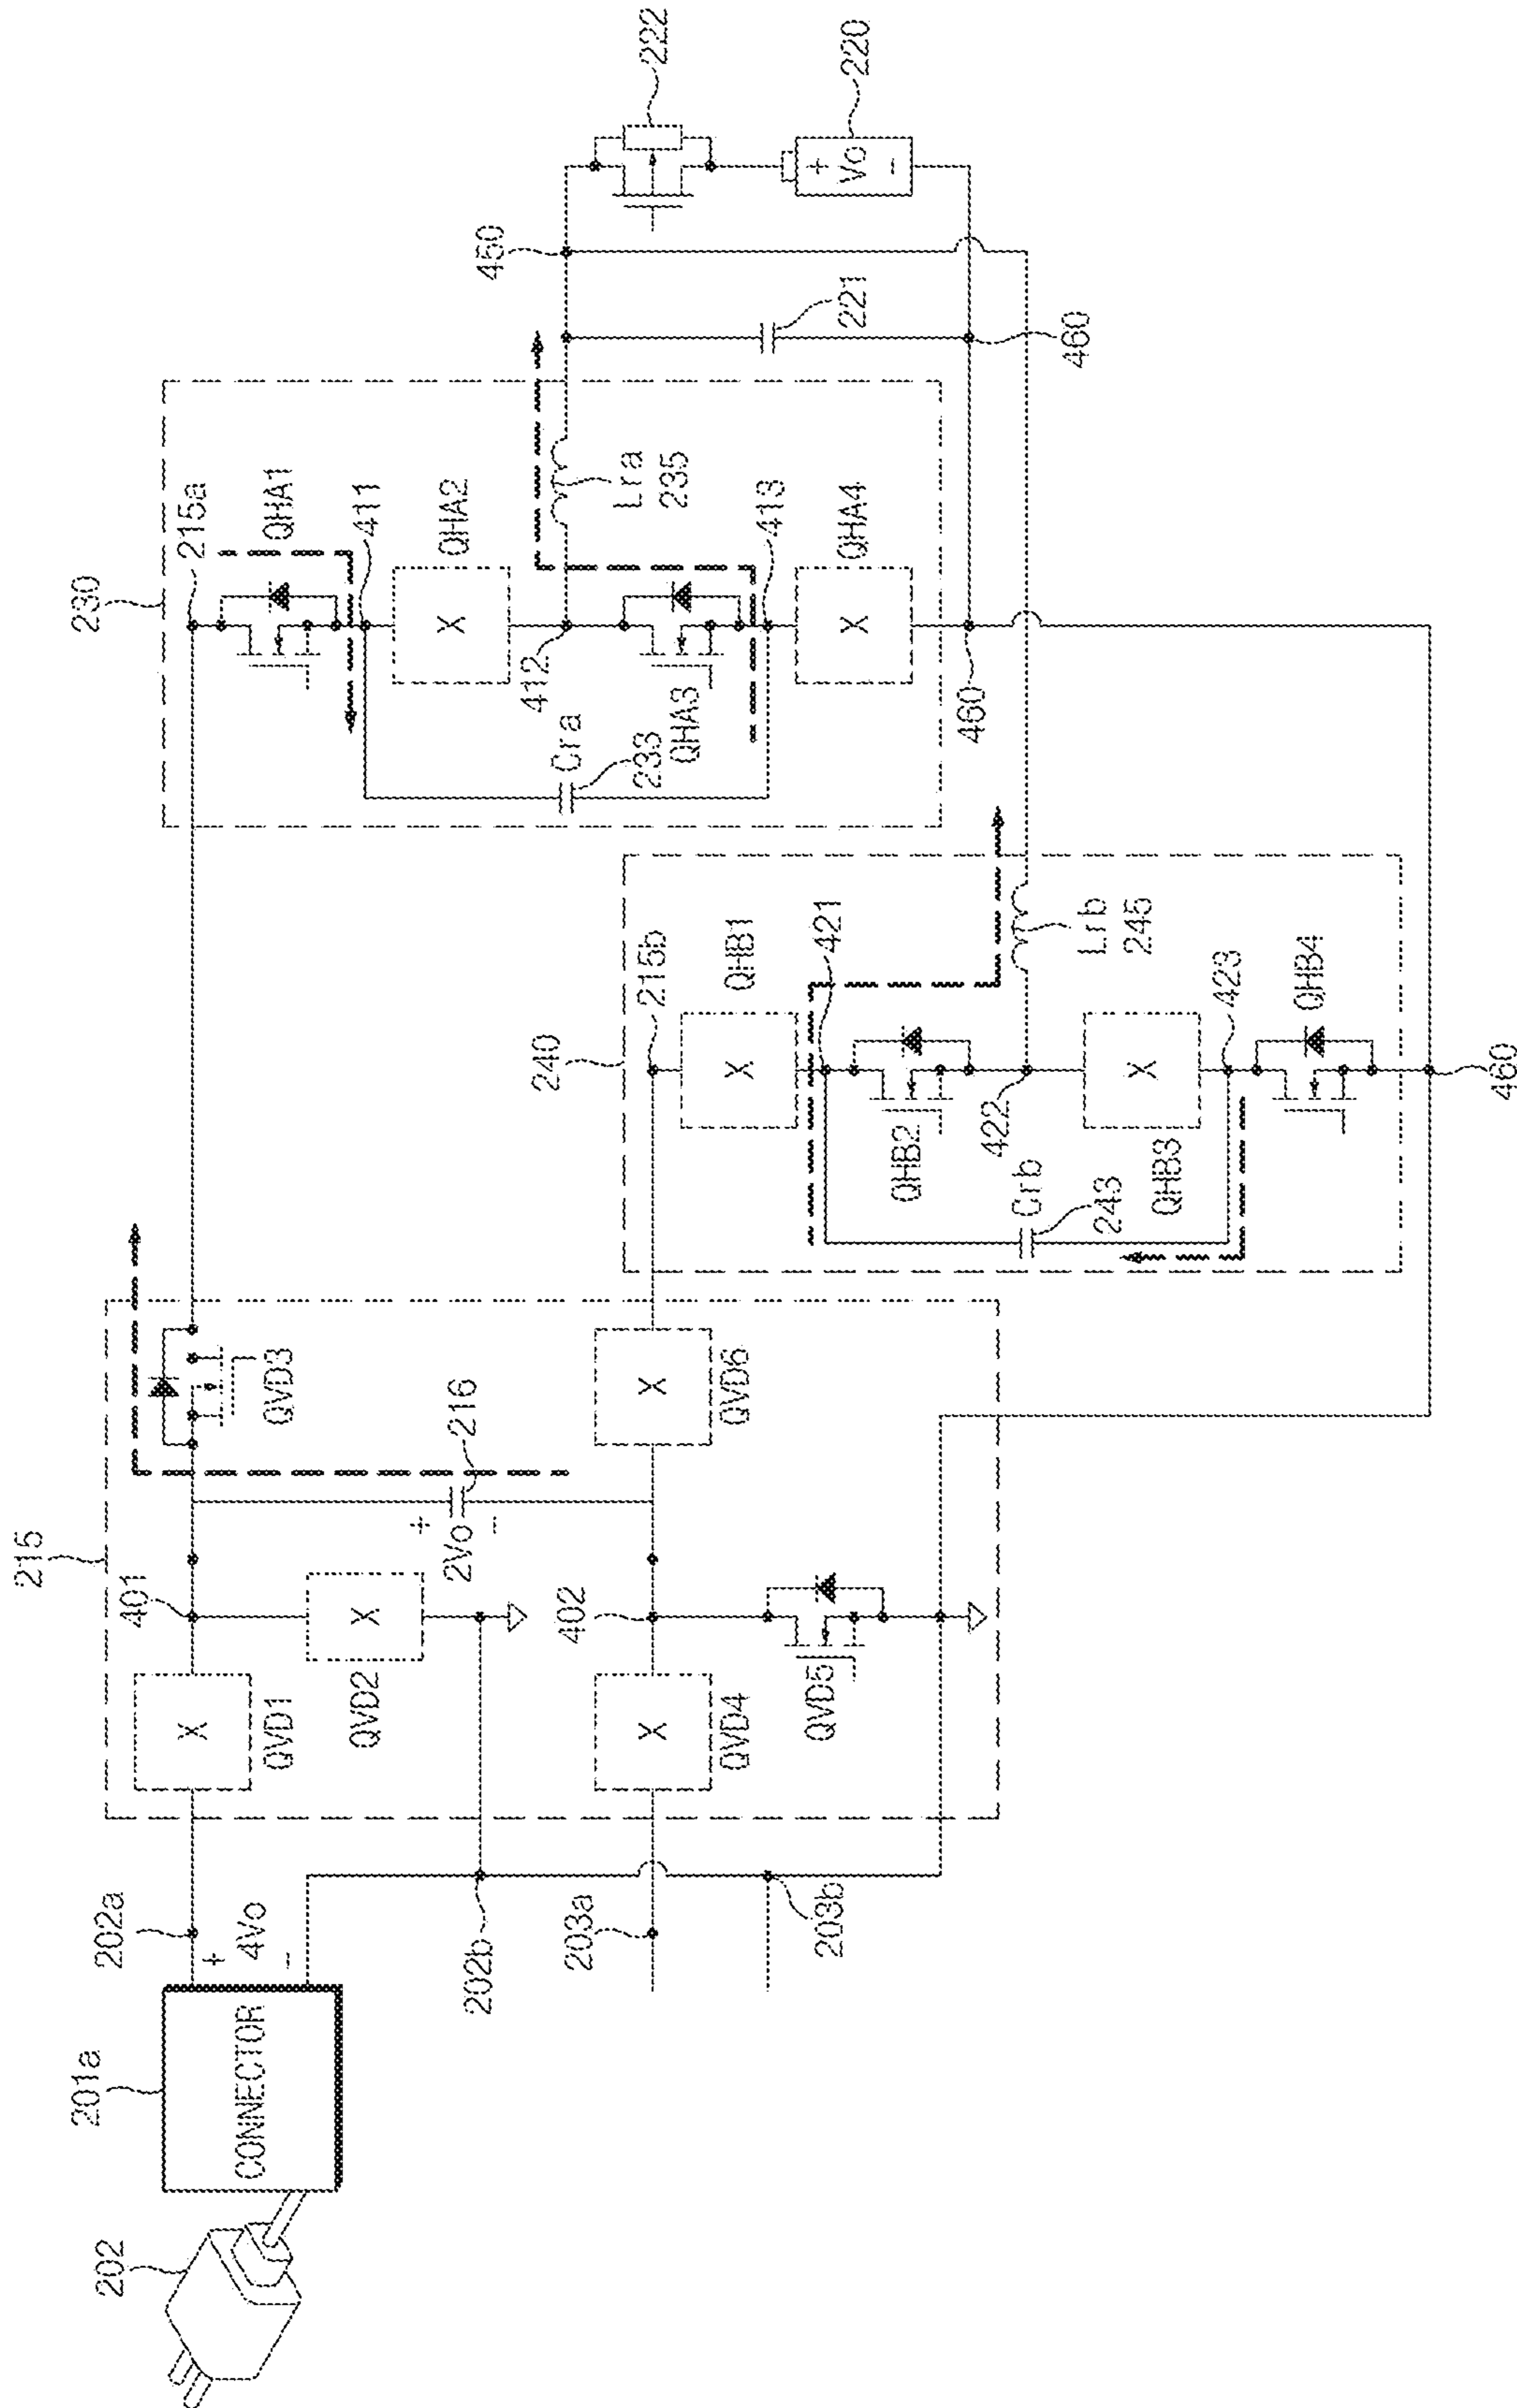 202
201a
CONNECTOR
202a
+
4Vo
-
202b
203a
203b
215
X
QVD1
401
X
QVD2
+
2Vo
-
216
QVD3
X
QVD4
402
QVD5
X
QVD6
230
215a
QHA1
411
X
QHA2
412
Cra
233
QHA3
Lra
235
413
X
QHA4
460
240
215b
X
QHB1
421
QHB2
422
Crb
243
X
QHB3
Lrb
245
423
QHB4
460
450
221
460
222
+
Vo
-
220